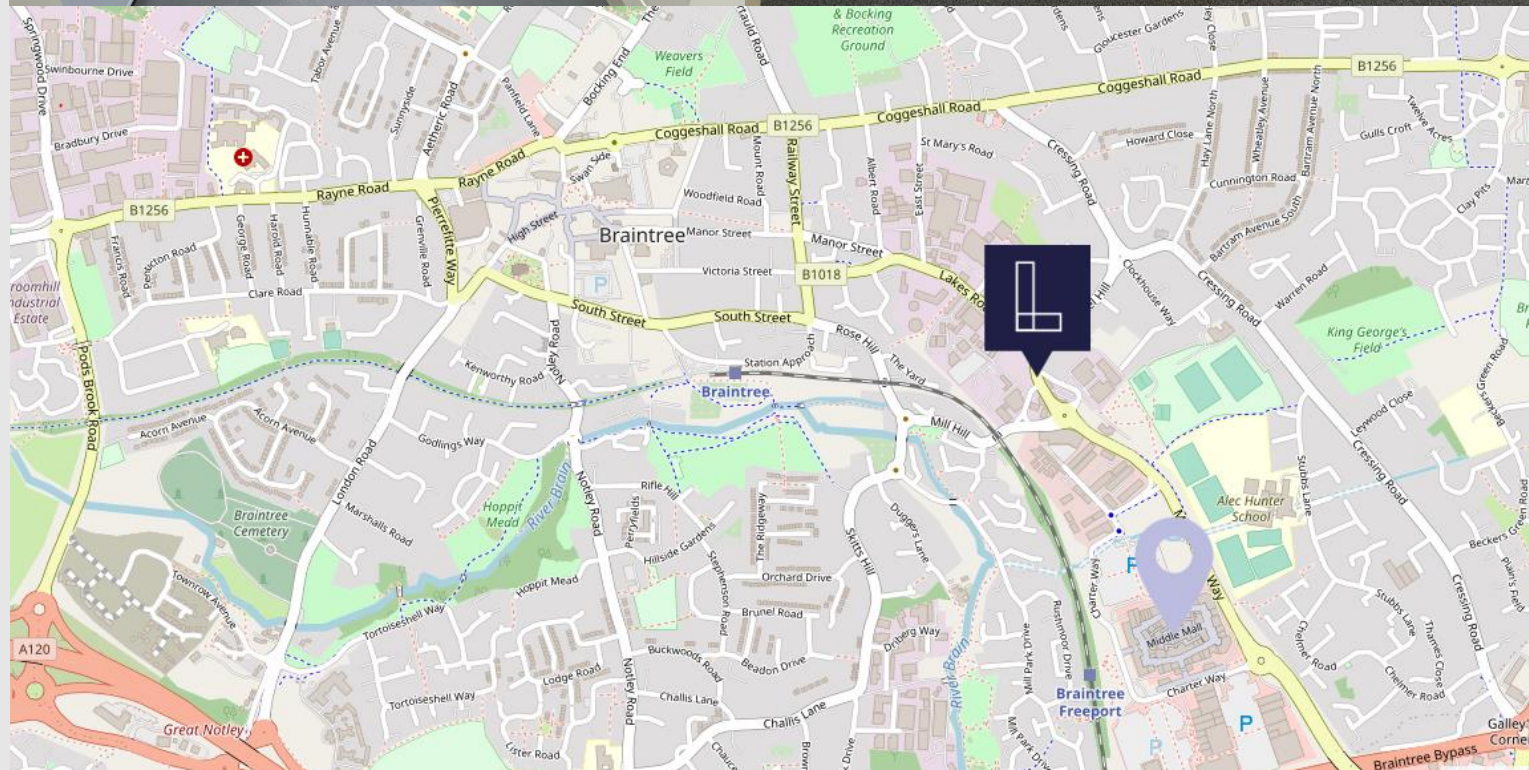 Springwood Drive
Swinbourne Drive
Bradbury Drive
Tabor Avenue
Sunnyside
Aetheric Road
Panfield Lane
Bocking End
The
Weavers
Field
& Bocking
Recreation
Ground
Gloucester Gardens
Coggeshall Road
B1256
Coggeshall Road
Coggeshall Road
B1256
Twelve Acres
Gulls Croft
Howard Close
Hay Lane North
Wheatley Avenue
Bartram Avenue North
St Mary's Road
Cressing Road
Cunnington Road
Clay Pits
Rayne Road
Rayne Road
B1256
Swan Side
Mount Road
Railway Street
Albert Road
East Street
Woodfield Road
High Street
Braintree
Manor Street
Manor Street
Victoria Street
B1018
Lakes
Pierrefitte Way
Grenville Road
George Road
Harold Road
Hunnable Road
Francis Road
Clare Road
P
South Street
South Street
Rose Hill
The Yard
Station Approach
Braintree
Clockhouse Way
Cressing Road
Bartram Avenue South
Warren Road
King George's
Field
Beckers Green Road
Leywood Close
Pods Brook Road
Kenworthy Road
Notley Road
Acorn Avenue
Acorn Avenue
Godlings Way
London Road
Mill Hill
Cressing Road
Stubbs Lane
Alec Hunter
School
Braintree
Cemetery
Marshalls Road
Hoppit
Mead
River Brain
Notley Road
Rifle Hill
Perryfields
Hillside Gardens
The Ridgeway
Skitts Hill
Duggers Lane
Townrow Avenue
Hoppit Mead
Stephenson Road
Orchard Drive
Brunel Road
Tortoiseshell Way
A120
Buckwoods Road
Beadon Drive
Driberg Way
River Brain
Mill Park Drive
Rushmoor Drive
Charter Way
Middle Mall
Way
Stubbs Lane
Thames Close
Chelmer Road
Chelmer Road
Cressing Road
Beckers Green Road
Plain's Field
Lodge Road
Tortoiseshell Way
Notley Road
Challis Lane
Challis Lane
Braintree
Freeport
Charter Way
P
P
Great Notley
Braintree Bypass